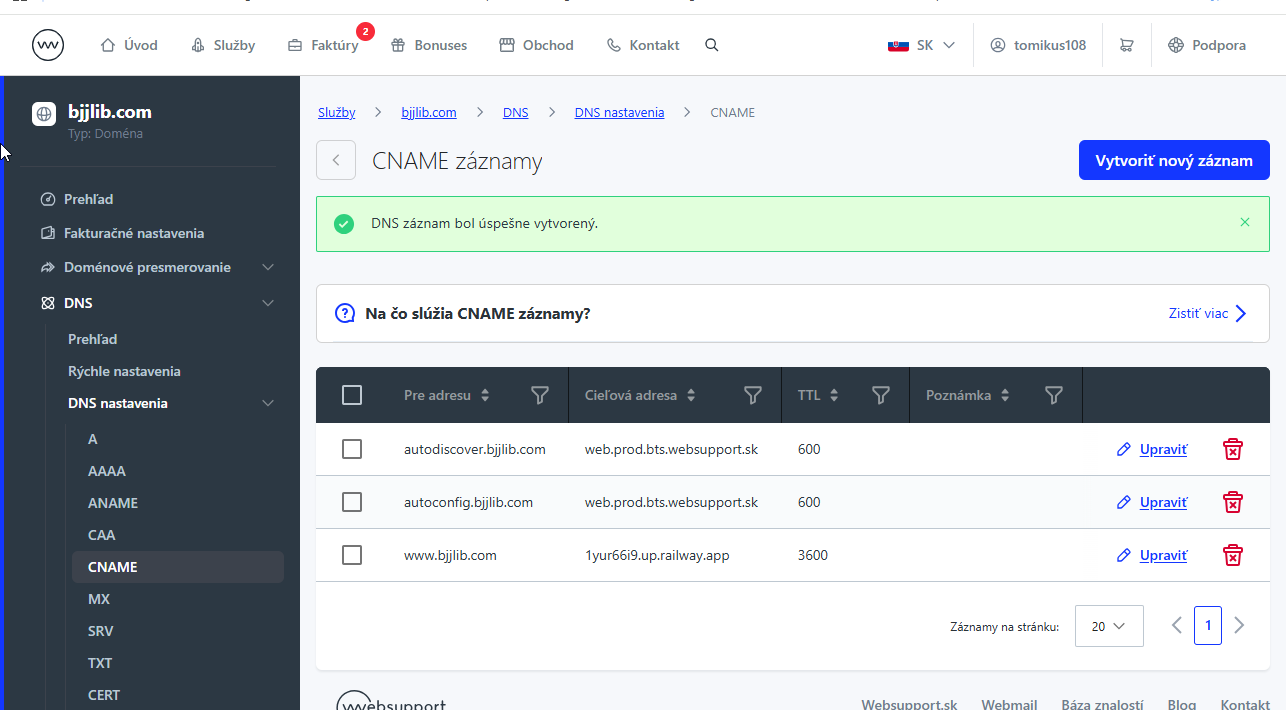 Úvod
Služby
Faktúry
2
Bonuses
Obchod
Kontakt
SK
tomikus108
Podpora
bjjlib.com
Typ: Doména
Prehľad
Fakturačné nastavenia
Doménové presmerovanie
DNS
Prehľad
Rýchle nastavenia
DNS nastavenia
A
AAAA
ANAME
CAA
CNAME
MX
SRV
TXT
CERT
Služby > bjjlib.com > DNS > DNS nastavenia > CNAME
CNAME záznamy
Vytvoriť nový záznam
DNS záznam bol úspešne vytvorený.
Na čo slúžia CNAME záznamy?
Zistiť viac
Pre adresu Cieľová adresa TTL Poznámka
autodiscover.bjjlib.com web.prod.bts.websupport.sk 600 Upraviť
autoconfig.bjjlib.com web.prod.bts.websupport.sk 600 Upraviť
www.bjjlib.com 1yur66i9.up.railway.app 3600 Upraviť
Záznamy na stránku: 20 1
websupport
Websupport.sk Webmail Báza znalostí Blog Kontakt